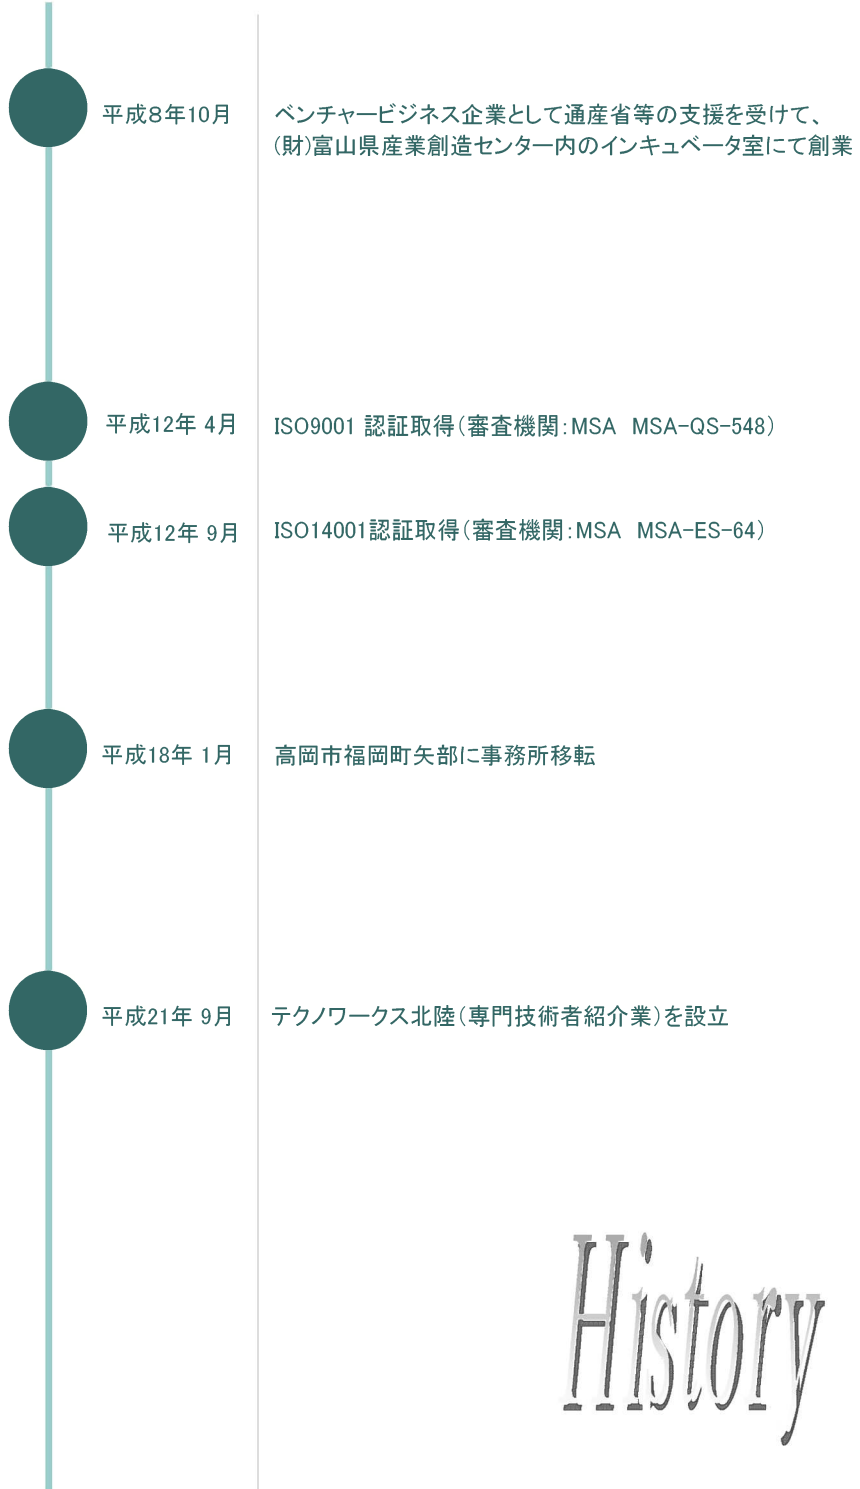 平成8年10月
ベンチャービジネス企業として通産省等の支援を受けて、
(財)富山県産業創造センター内のインキュベータ室にて創業
平成12年 4月
ISO9001 認証取得(審査機関:MSA　MSA-QS-548)
平成12年 9月
ISO14001認証取得(審査機関:MSA　MSA-ES-64)
平成18年 1月
高岡市福岡町矢部に事務所移転
平成21年 9月
テクノワークス北陸(専門技術者紹介業)を設立
History